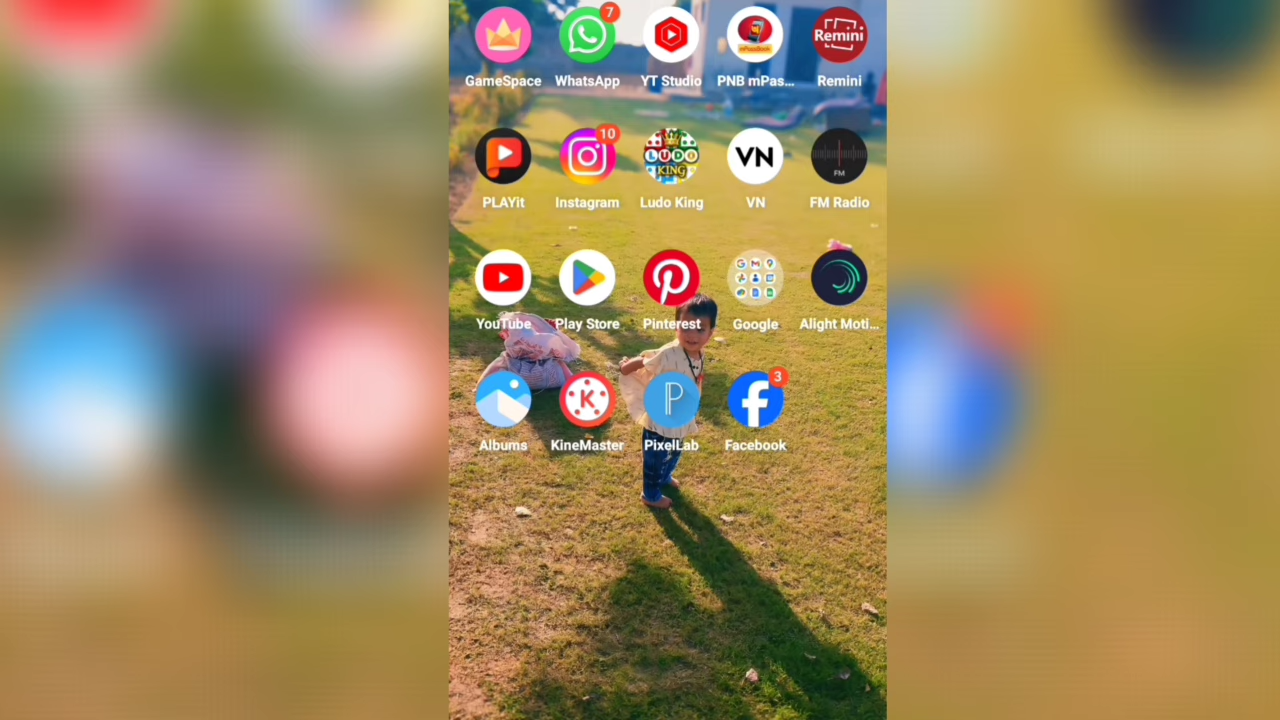 7
Remini
mPassBook
GameSpace WhatsApp YT Studio PNB mPas... Remini
10
LUDO
KING
VN
FM
PLAYit Instagram Ludo King VN FM Radio
YouTube Play Store Pinterest Google Alight Moti...
3
K
P
Albums KineMaster PixelLab Facebook